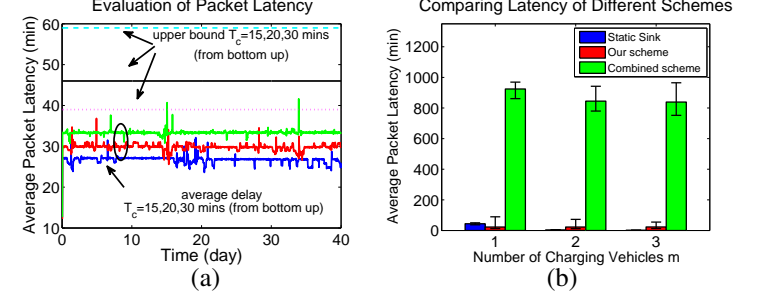 Evaluation of Packet Latency
Average Packet Latency (min)
60
50
40
30
20
10
upper bound T_c=15,20,30 mins
(from bottom up)
average delay
T_c=15,20,30 mins (from bottom up)
0
10
20
30
40
Time (day)
(a)
Comparing Latency of Different Schemes
Average Packet Latency (min)
1200
1000
800
600
400
200
0
Static Sink
Our scheme
Combined scheme
1
2
3
Number of Charging Vehicles m
(b)